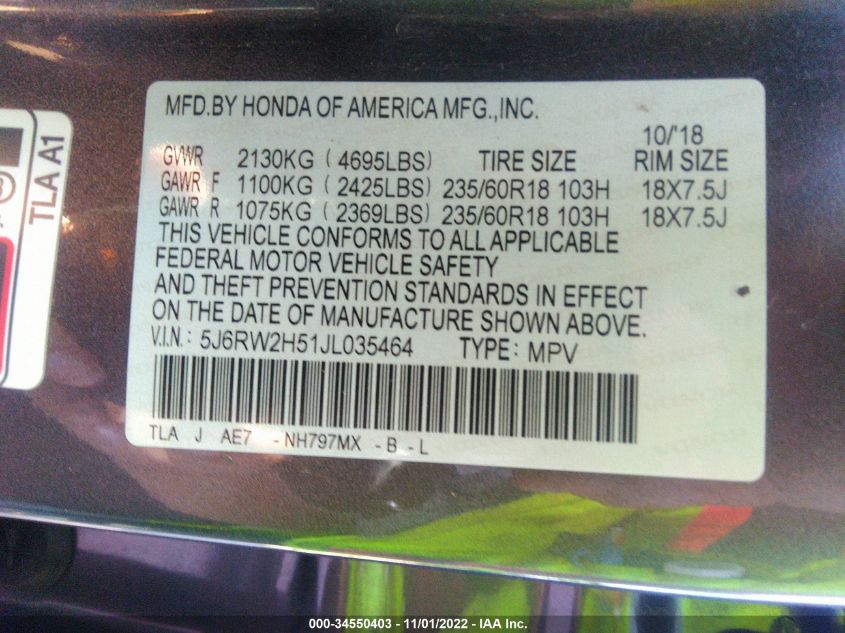 MFD.BY HONDA OF AMERICA MFG.,INC.
10/'18
GVWR 2130KG ( 4695LBS) TIRE SIZE RIM SIZE
GAWR F 1100KG ( 2425LBS) 235/60R18 103H 18X7.5J
GAWR R 1075KG ( 2369LBS) 235/60R18 103H 18X7.5J
THIS VEHICLE CONFORMS TO ALL APPLICABLE
FEDERAL MOTOR VEHICLE SAFETY
AND THEFT PREVENTION STANDARDS IN EFFECT
ON THE DATE OF MANUFACTURE SHOWN ABOVE.
V.I.N.: 5J6RW2H51JL035464 TYPE: MPV
TLA J AE7 -NH797MX -B -L
TLA A1
000-34550403 - 11/01/2022 - IAA Inc.